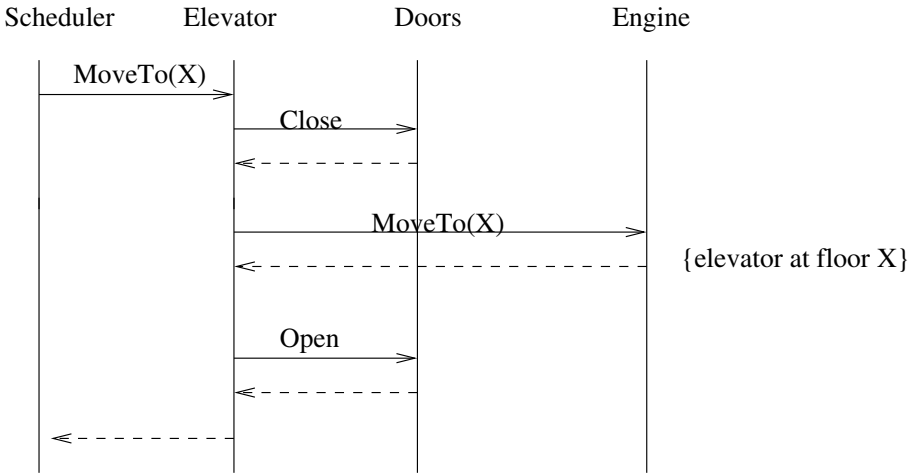 Scheduler Elevator Doors Engine
MoveTo(X)
Close
MoveTo(X)
{elevator at floor X}
Open